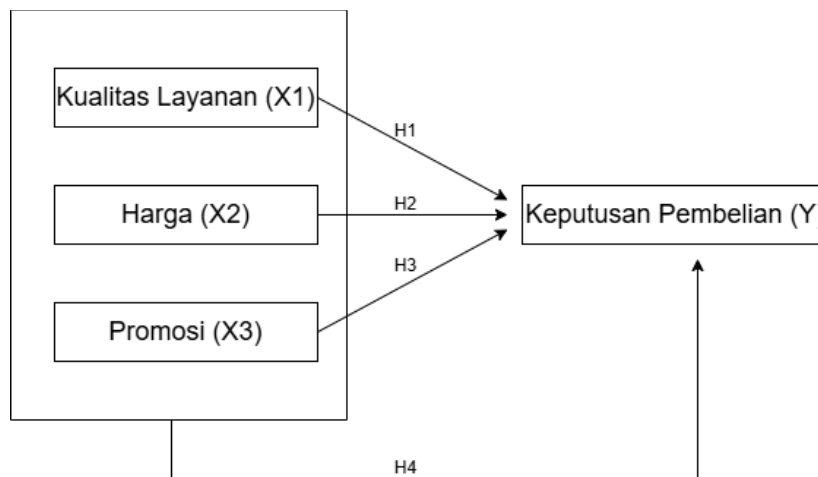 Kualitas Layanan (X1)
H1
Harga (X2)
H2
Keputusan Pembelian (Y)
H3
Promosi (X3)
H4